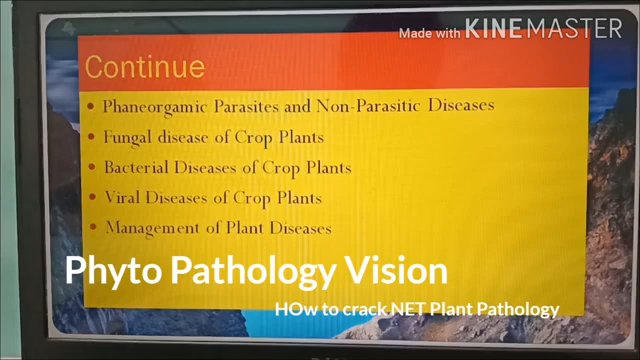 Made with KINEMASTER
Continue
Phaneorgamic Parasites and Non-Parasitic Diseases
Fungal disease of Crop Plants
Bacterial Diseases of Crop Plants
Viral Diseases of Crop Plants
Management of Plant Diseases
Phyto Pathology Vision
HOw to crack NET Plant Pathology